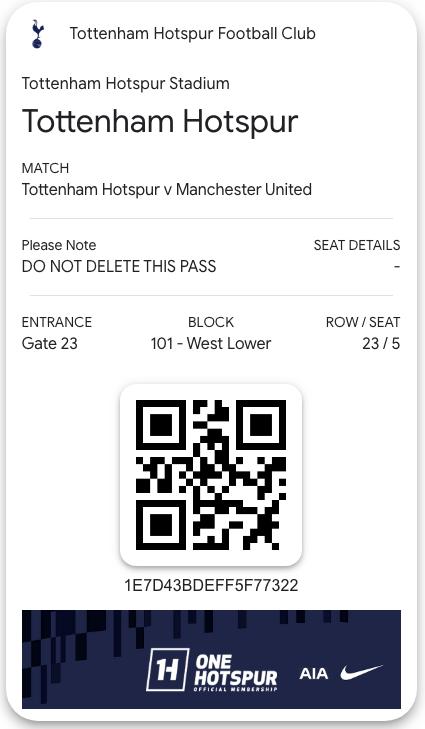 Tottenham Hotspur Football Club
Tottenham Hotspur Stadium
Tottenham Hotspur
MATCH
Tottenham Hotspur v Manchester United
Please Note SEAT DETAILS
DO NOT DELETE THIS PASS -
ENTRANCE BLOCK ROW / SEAT
Gate 23 101 - West Lower 23 / 5
1E7D43BDEFF5F77322
1H ONE
HOTSPUR
OFFICIAL MEMBERSHIP
AIA